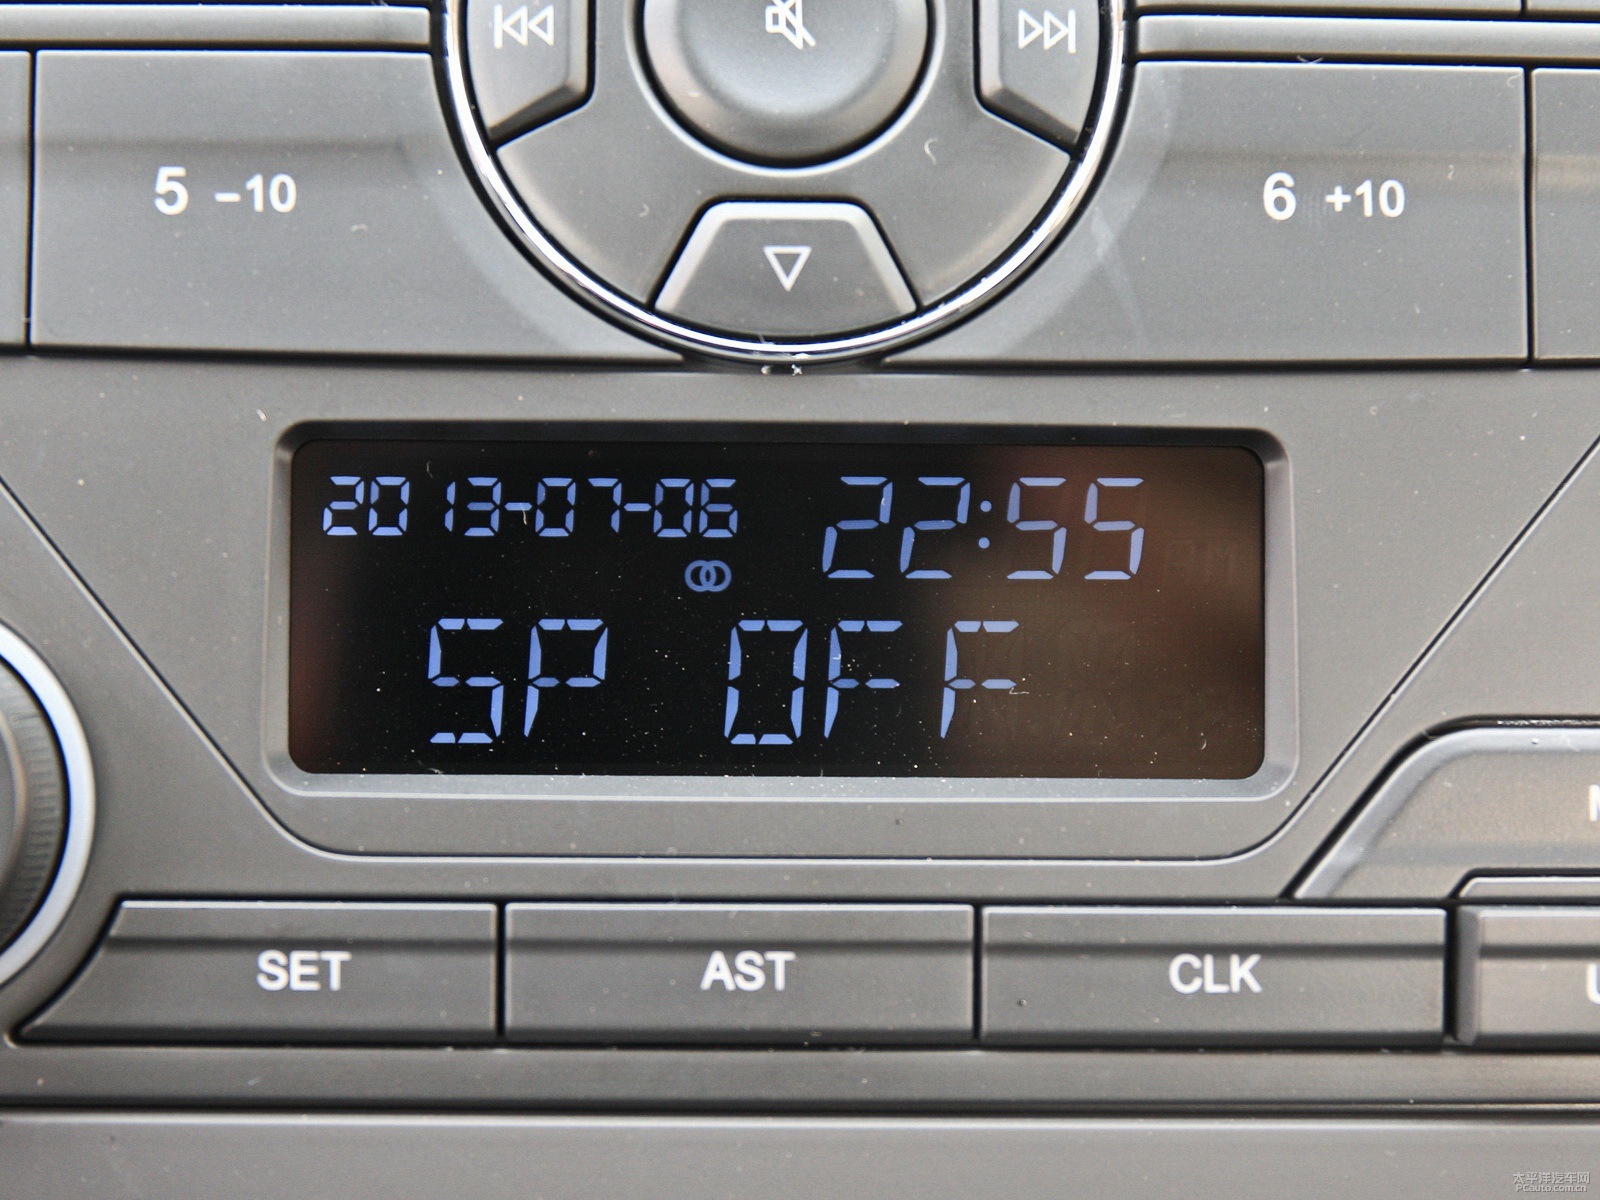 5 -10
6 +10
2013-07-06 22:55
SP OFF
SET AST CLK
太平洋汽车网
PCauto.com.cn